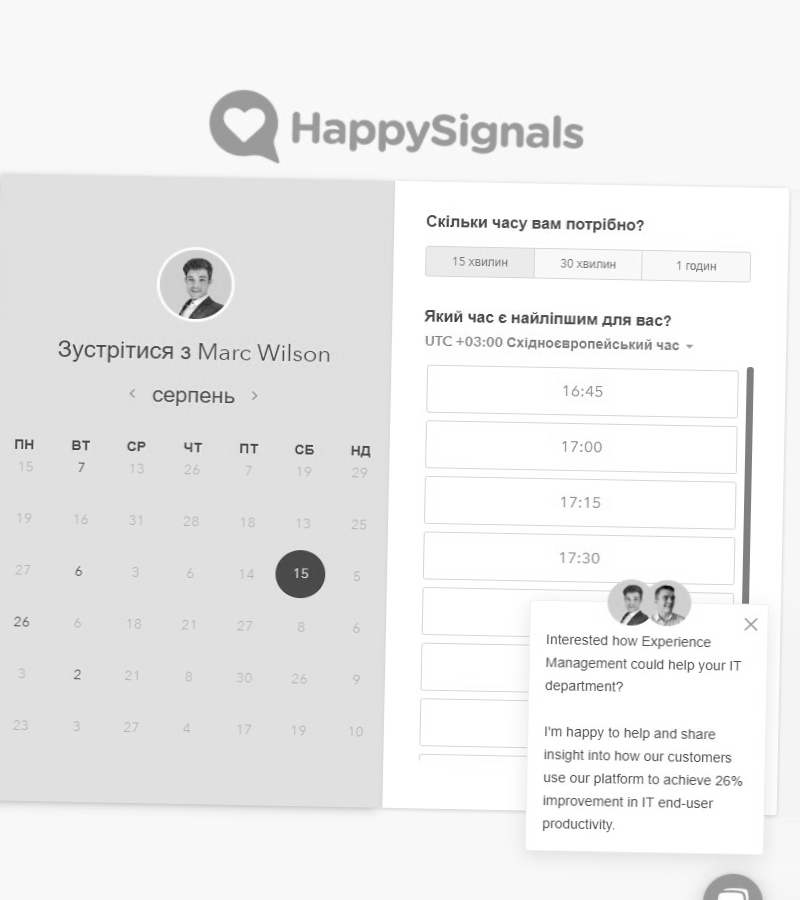 HappySignals
Зустрітися з Marc Wilson
серпень
ПН ВТ СР ЧТ ПТ СБ НД
15 7 13 26 7 19 29
19 16 31 28 18 13 25
27 6 3 6 14 15 5
26 6 18 21 27 8 6
3 2 21 8 30 26 9
23 3 27 4 17 19 10
Скільки часу вам потрібно?
15 хвилин 30 хвилин 1 годин
Який час є найліпшим для вас?
UTC +03:00 Східноєвропейський час
16:45
17:00
17:15
17:30
Interested how Experience
Management could help your IT
department?
I'm happy to help and share
insight into how our customers
use our platform to achieve 26%
improvement in IT end-user
productivity.